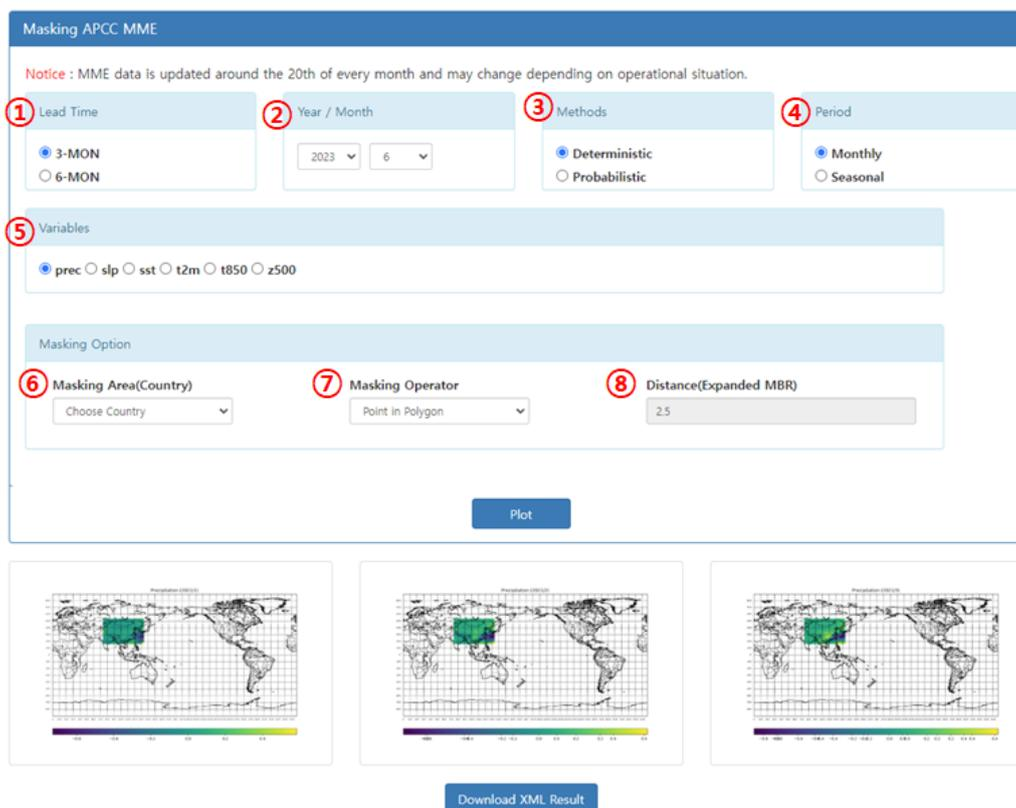 Masking APCC MME
Notice : MME data is updated around the 20th of every month and may change depending on operational situation.
① Lead Time
② Year / Month
③ Methods
④ Period
3-MON
6-MON
2023
6
Deterministic
Probabilistic
Monthly
Seasonal
⑤ Variables
prec slp sst t2m t850 z500
Masking Option
⑥ Masking Area(Country)
⑦ Masking Operator
⑧ Distance(Expanded MBR)
Choose Country
Point in Polygon
2.5
Plot
Download XML Result